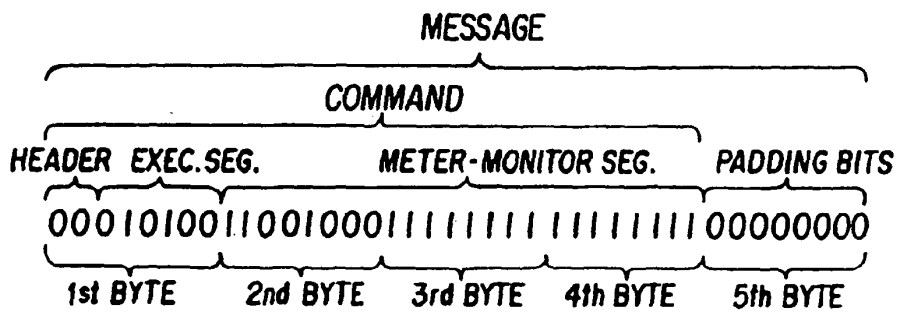 MESSAGE
COMMAND
HEADER EXEC. SEG. METER-MONITOR SEG. PADDING BITS
0001010011001000111111111111111100000000
1st BYTE 2nd BYTE 3rd BYTE 4th BYTE 5th BYTE